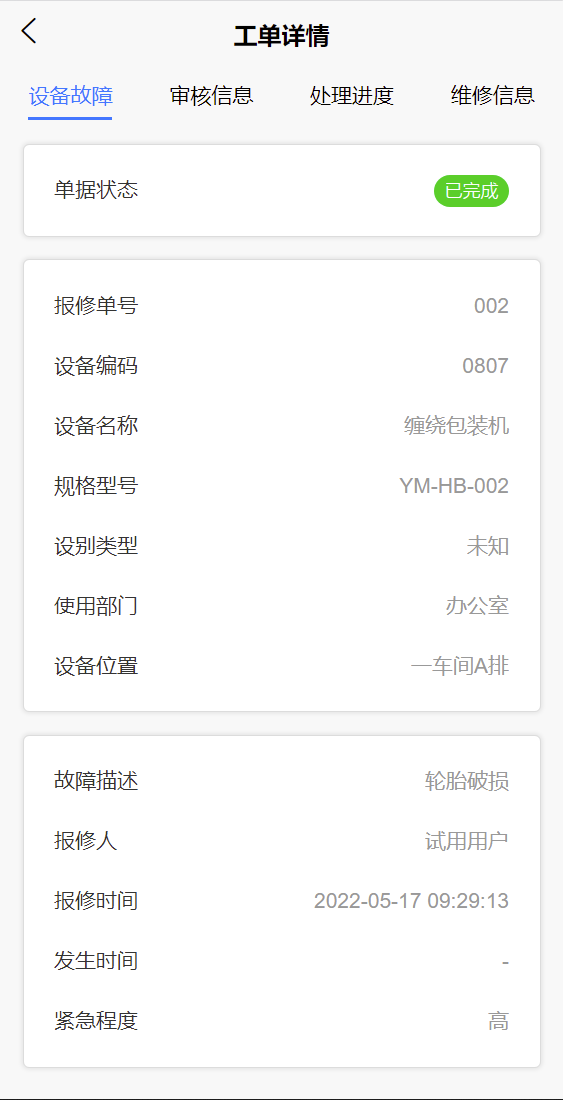 工单详情
设备故障 审核信息 处理进度 维修信息
单据状态 已完成
报修单号 002
设备编码 0807
设备名称 缠绕包装机
规格型号 YM-HB-002
设别类型 未知
使用部门 办公室
设备位置 一车间A排
故障描述 轮胎破损
报修人 试用用户
报修时间 2022-05-17 09:29:13
发生时间 -
紧急程度 高